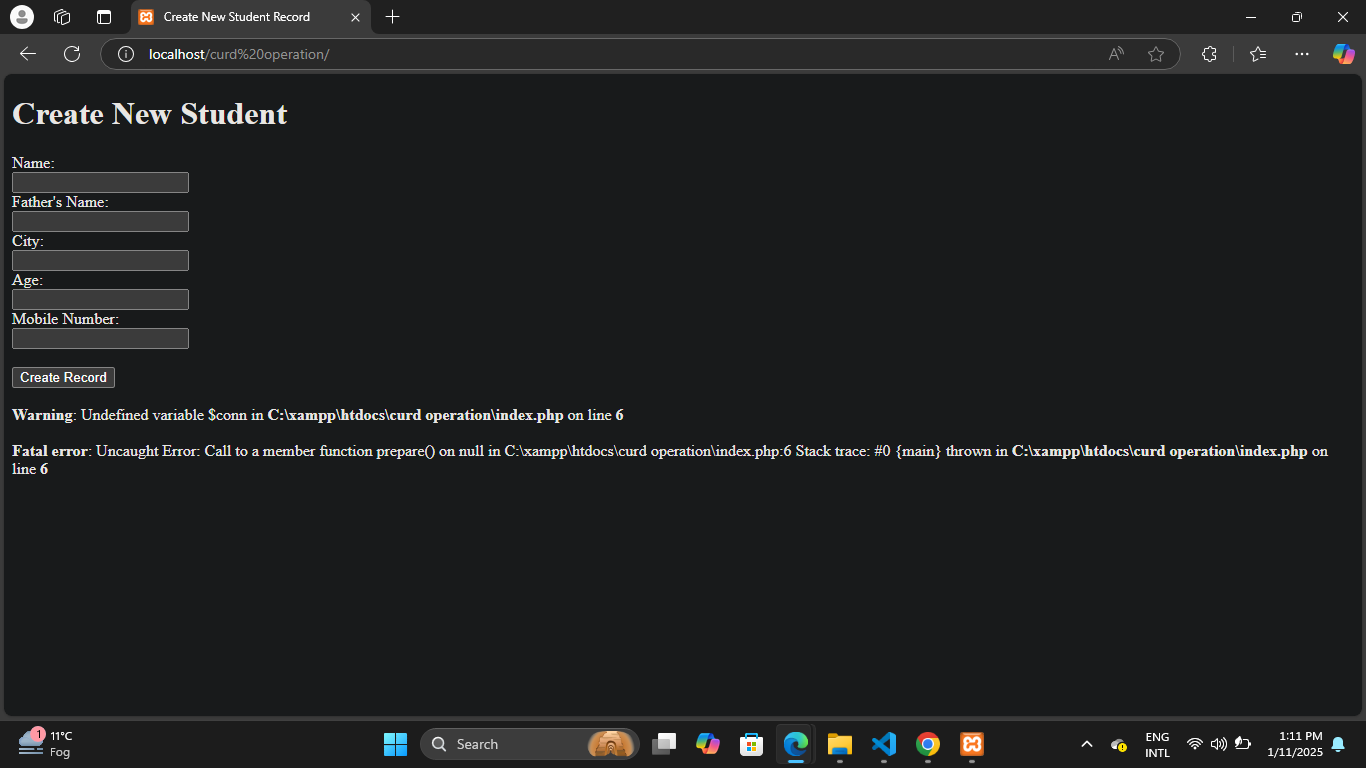 Create New Student Record
localhost/curd%20operation/
Create New Student
Name:
Father's Name:
City:
Age:
Mobile Number:
Create Record
Warning: Undefined variable $conn in C:\xampp\htdocs\curd operation\index.php on line 6
Fatal error: Uncaught Error: Call to a member function prepare() on null in C:\xampp\htdocs\curd operation\index.php:6 Stack trace: #0 {main} thrown in C:\xampp\htdocs\curd operation\index.php on
line 6
1
11°C
Fog
Search
ENG
INTL
1:11 PM
1/11/2025